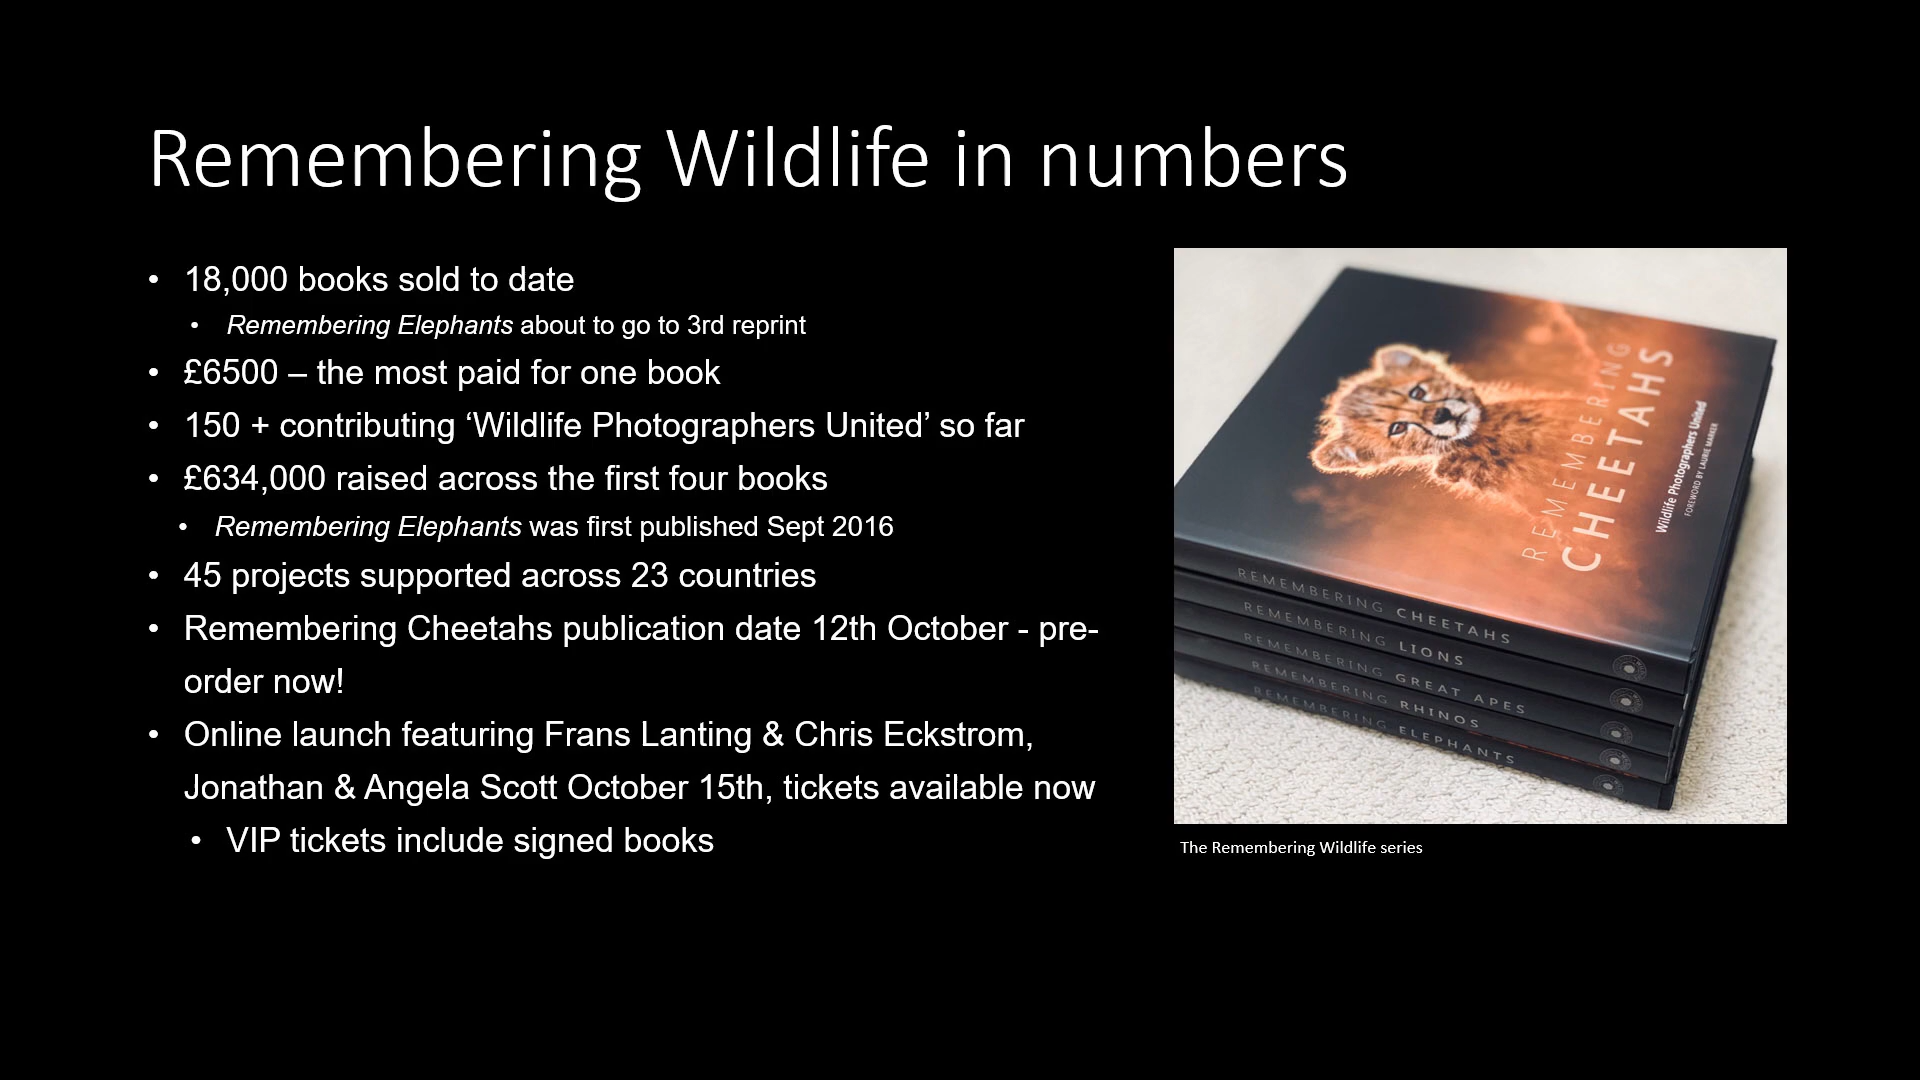 Remembering Wildlife in numbers
• 18,000 books sold to date
• Remembering Elephants about to go to 3rd reprint
• £6500 – the most paid for one book
• 150 + contributing ‘Wildlife Photographers United’ so far
• £634,000 raised across the first four books
• Remembering Elephants was first published Sept 2016
• 45 projects supported across 23 countries
• Remembering Cheetahs publication date 12th October - pre-
order now!
• Online launch featuring Frans Lanting & Chris Eckstrom,
Jonathan & Angela Scott October 15th, tickets available now
• VIP tickets include signed books
REMEMBERING
CHEETAHS
Wildlife Photographers United
FOREWORD BY LAURIE MARKER
REMEMBERING CHEETAHS
REMEMBERING LIONS
REMEMBERING GREAT APES
REMEMBERING RHINOS
REMEMBERING ELEPHANTS
The Remembering Wildlife series